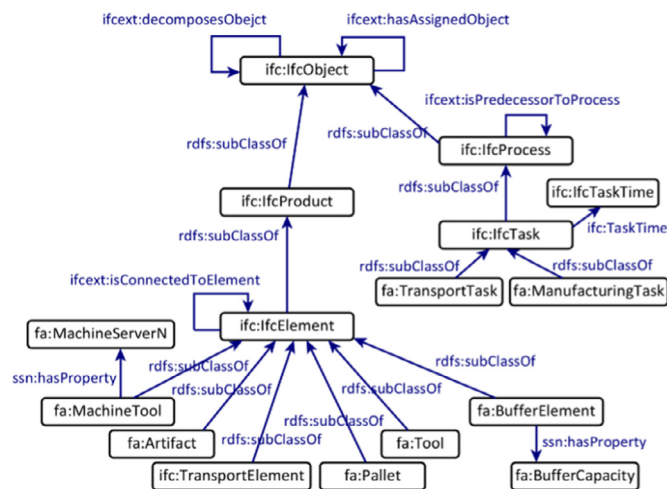 ifcext:decomposesObejct
ifcext:hasAssignedObject
ifc:IfcObject
ifcext:isPredecessorToProcess
rdfs:subClassOf
rdfs:subClassOf
ifc:IfcProcess
rdfs:subClassOf
ifc:IfcProduct
ifc:IfcTaskTime
rdfs:subClassOf
ifc:IfcTask
ifc:TaskTime
rdfs:subClassOf
rdfs:subClassOf
ifcext:isConnectedToElement
fa:TransportTask
fa:ManufacturingTask
fa:MachineServerN
ifc:IfcElement
rdfs:subClassOf
rdfs:subClassOf
ssn:hasProperty
rdfs:subClassOf
rdfs:subClassOf
fa:MachineTool
fa:BufferElement
rdfs:subClassOf
fa:Artifact
rdfs:subClassOf
fa:Tool
ssn:hasProperty
ifc:TransportElement
fa:Pallet
fa:BufferCapacity